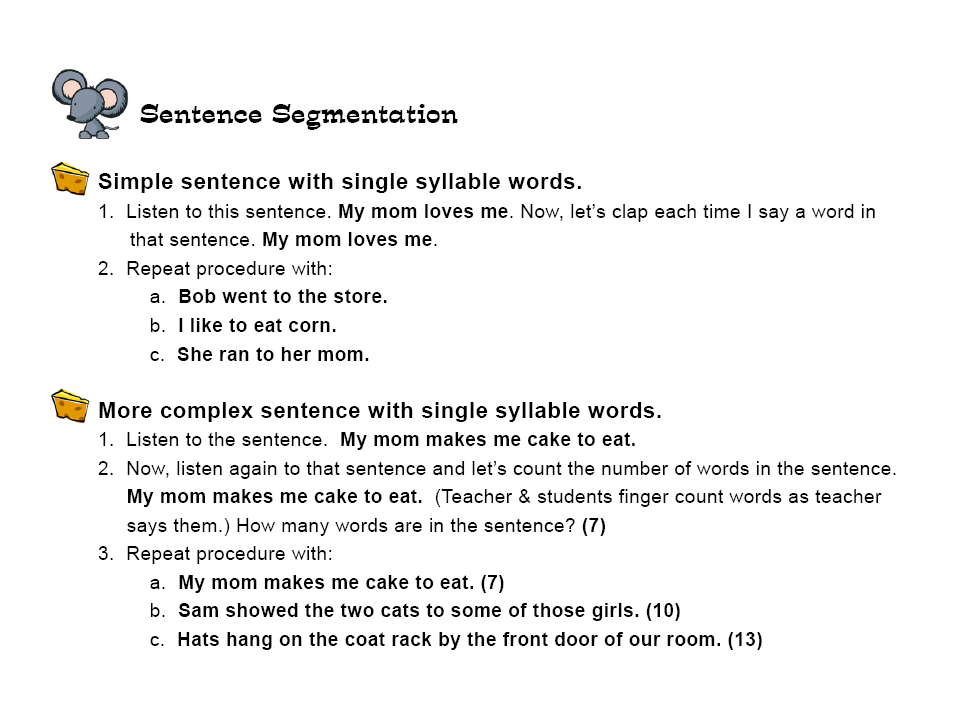 Sentence Segmentation
Simple sentence with single syllable words.
1. Listen to this sentence. My mom loves me. Now, let’s clap each time I say a word in
that sentence. My mom loves me.
2. Repeat procedure with:
a. Bob went to the store.
b. I like to eat corn.
c. She ran to her mom.
More complex sentence with single syllable words.
1. Listen to the sentence. My mom makes me cake to eat.
2. Now, listen again to that sentence and let’s count the number of words in the sentence.
My mom makes me cake to eat. (Teacher & students finger count words as teacher
says them.) How many words are in the sentence? (7)
3. Repeat procedure with:
a. My mom makes me cake to eat. (7)
b. Sam showed the two cats to some of those girls. (10)
c. Hats hang on the coat rack by the front door of our room. (13)